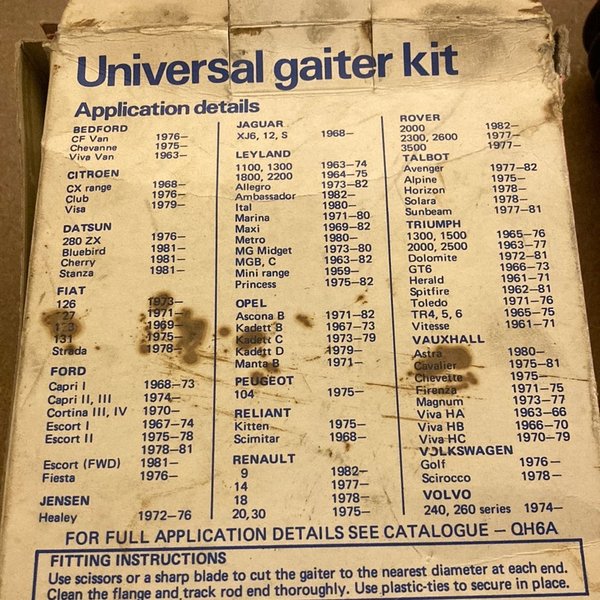 Universal gaiter kit
Application details
BEDFORD
CF Van 1976–
Chevanne 1975–
Viva Van 1963–
CITROEN
CX range 1968–
Club 1976–
Visa 1979–
DATSUN
280 ZX 1976–
Bluebird 1981–
Cherry 1981–
Stanza 1981–
FIAT
126 1973–
1971–
1969–
131 1975–
Strada 1978–
FORD
Capri I 1968–73
Capri II, III 1974–
Cortina III, IV 1970–
Escort I 1967–74
Escort II 1975–78
1978–81
Escort (FWD) 1981–
Fiesta 1976–
JENSEN
Healey 1972–76
JAGUAR
XJ6, 12, S 1968–
LEYLAND
1100, 1300 1963–74
1800, 2200 1964–75
Allegro 1973–82
Ambassador 1982–
Ital 1980–
Marina 1971–80
Maxi 1969–82
Metro 1980–
MG Midget 1973–80
MGB, C 1963–82
Mini range 1959–
Princess 1975–82
OPEL
Ascona B 1971–82
Kadett B 1967–73
Kadett C 1973–79
Kadett D 1979–
Manta B 1971–
PEUGEOT
104 1975–
RELIANT
Kitten 1975–
Scimitar 1968–
RENAULT
9 1982–
14 1977–
18 1978–
20,30 1975–
ROVER
2000 1982–
2300, 2600 1977–
3500 1977–
TALBOT
Avenger 1977–82
Alpine 1975–
Horizon 1978–
Solara 1978–
Sunbeam 1977–81
TRIUMPH
1300, 1500 1965–76
2000, 2500 1963–77
Dolomite 1972–81
GT6 1966–73
Herald 1961–71
Spitfire 1962–81
Toledo 1971–76
TR4, 5, 6 1965–75
Vitesse 1961–71
VAUXHALL
Astra 1980–
Cavalier 1975–81
Chevette 1975–
Firenza 1971–75
Magnum 1973–77
Viva HA 1963–66
Viva HB 1966–70
Viva HC 1970–79
VOLKSWAGEN
Golf 1976–
Scirocco 1978–
VOLVO
240, 260 series 1974–
FOR FULL APPLICATION DETAILS SEE CATALOGUE – QH6A
FITTING INSTRUCTIONS
Use scissors or a sharp blade to cut the gaiter to the nearest diameter at each end.
Clean the flange and track rod end thoroughly. Use plastic-ties to secure in place.